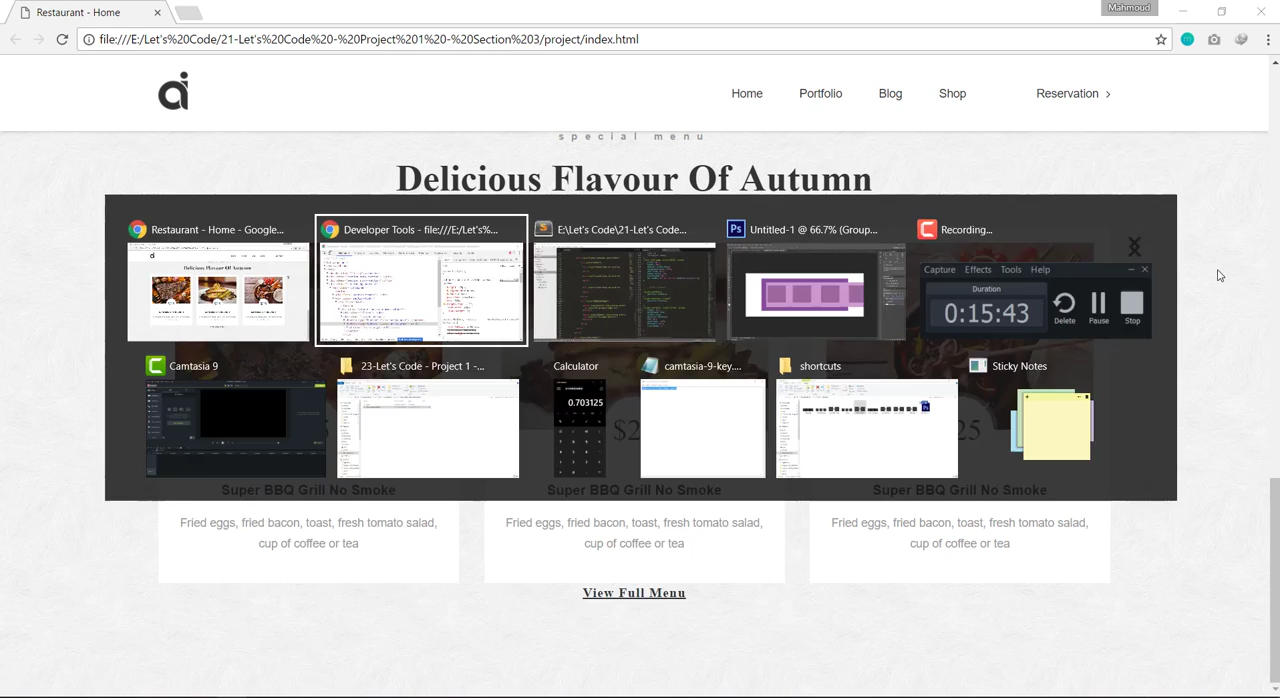 Restaurant - Home
Mahmoud
file:///E:/Let's%20Code/21-Let's%20Code%20-%20Project%201%20-%20Section%203/project/index.html
Home Portfolio Blog Shop Reservation >
special menu
Delicious Flavour Of Autumn
Restaurant - Home - Google...
Developer Tools - file:///E:/Let's%...
E:\Let's Code\21-Let's Code...
Untitled-1 @ 66.7% (Group...
Recording...
Delicious Flavour Of Autumn
Capture Effects Tools Help
Duration
0:15:43
Delete Pause Stop
Camtasia 9
23-Let's Code - Project 1 -...
Calculator
camtasia-9-key....
shortcuts
Sticky Notes
0.703125
$2
25
Super BBQ Grill No Smoke
Super BBQ Grill No Smoke
Super BBQ Grill No Smoke
Fried eggs, fried bacon, toast, fresh tomato salad,
cup of coffee or tea
Fried eggs, fried bacon, toast, fresh tomato salad,
cup of coffee or tea
Fried eggs, fried bacon, toast, fresh tomato salad,
cup of coffee or tea
View Full Menu